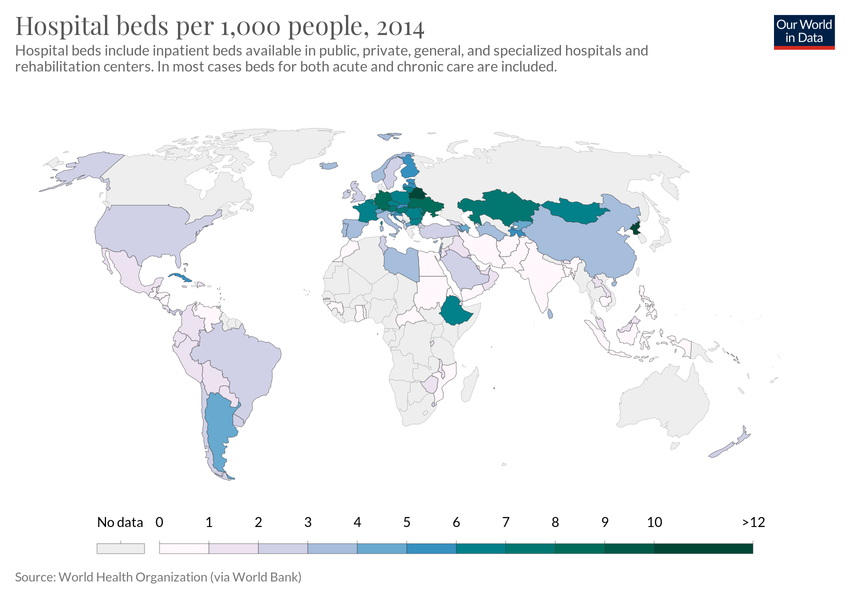 Hospital beds per 1,000 people, 2014
Our World
in Data
Hospital beds include inpatient beds available in public, private, general, and specialized hospitals and
rehabilitation centers. In most cases beds for both acute and chronic care are included.
No data 0 1 2 3 4 5 6 7 8 9 10 >12
Source: World Health Organization (via World Bank)